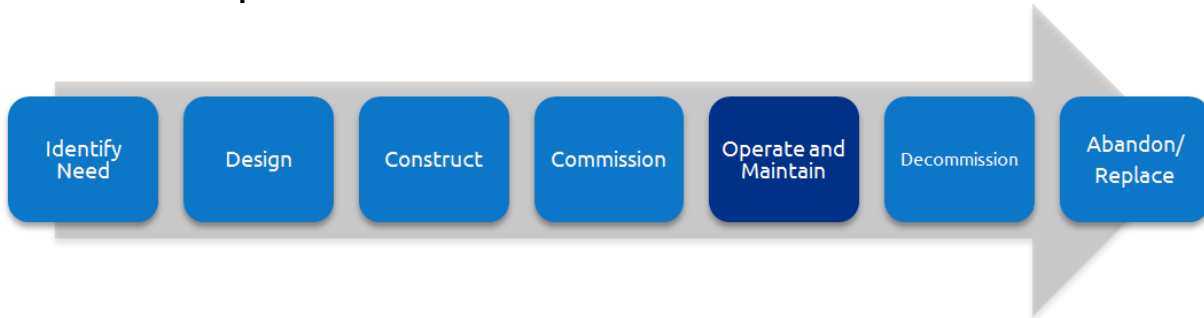 Identify
Need
Design
Construct
Commission
Operate and
Maintain
Decommission
Abandon/
Replace